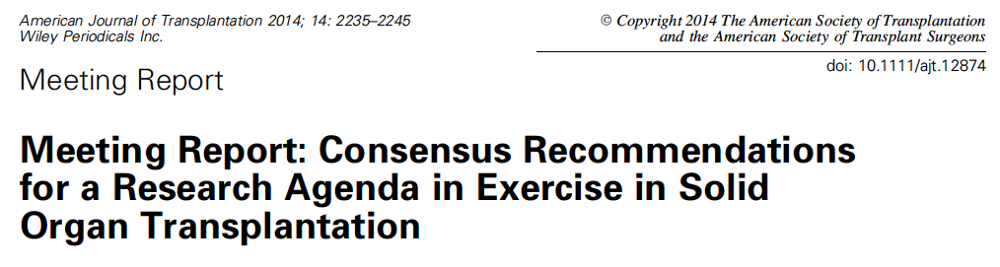 American Journal of Transplantation 2014; 14: 2235–2245
Wiley Periodicals Inc.
© Copyright 2014 The American Society of Transplantation
and the American Society of Transplant Surgeons
doi: 10.1111/ajt.12874
Meeting Report
Meeting Report: Consensus Recommendations
for a Research Agenda in Exercise in Solid
Organ Transplantation